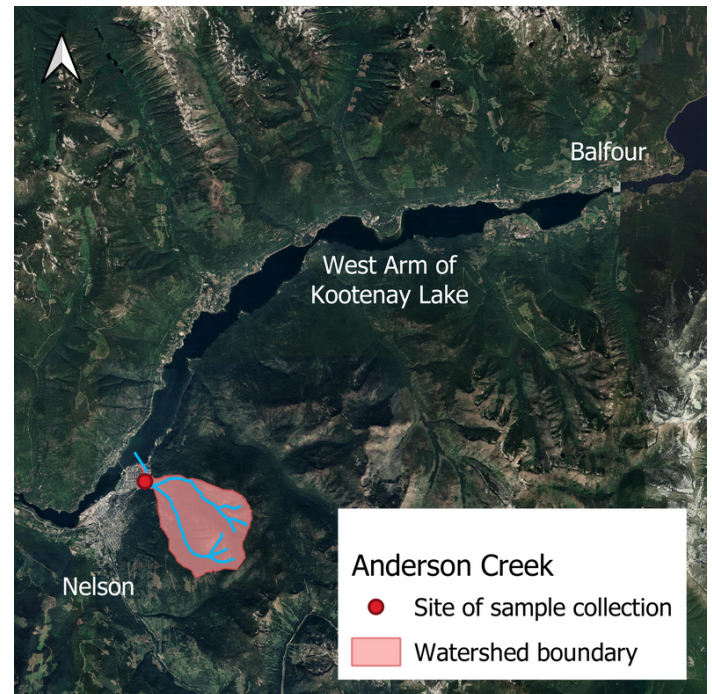 Balfour
West Arm of
Kootenay Lake
Nelson
Anderson Creek
Site of sample collection
Watershed boundary